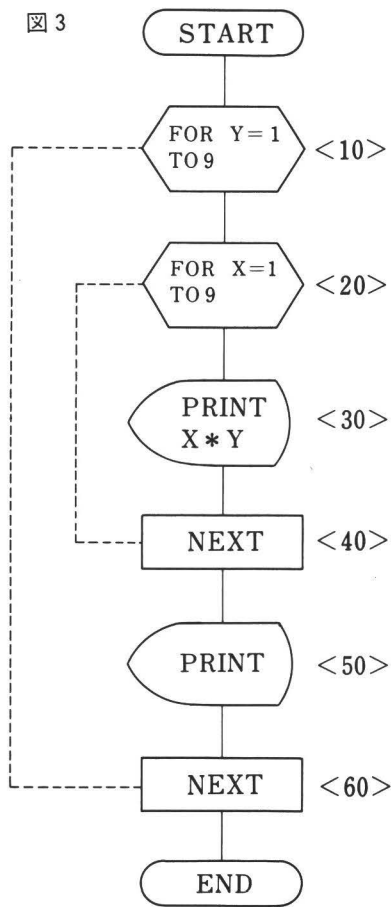 図3
START
FOR Y=1
TO9
<10>
FOR X=1
TO9
<20>
PRINT
X*Y
<30>
NEXT
<40>
PRINT
<50>
NEXT
<60>
END